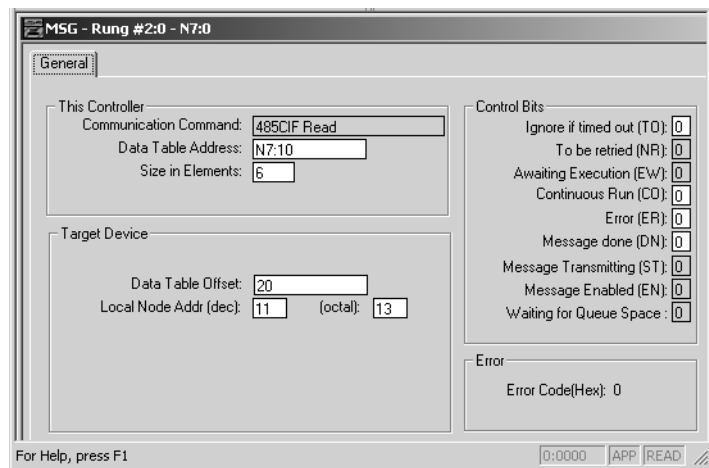 MSG - Rung #2:0 - N7:0
General
This Controller
Communication Command: 485CIF Read
Data Table Address: N7:10
Size in Elements: 6
Target Device
Data Table Offset: 20
Local Node Addr (dec): 11 (octal): 13
Control Bits
Ignore if timed out (TO): 0
To be retried (NR): 0
Awaiting Execution (EW): 0
Continuous Run (CO): 0
Error (ER): 0
Message done (DN): 0
Message Transmitting (ST): 0
Message Enabled (EN): 0
Waiting for Queue Space : 0
Error
Error Code(Hex): 0
For Help, press F1
0:0000 APP READ